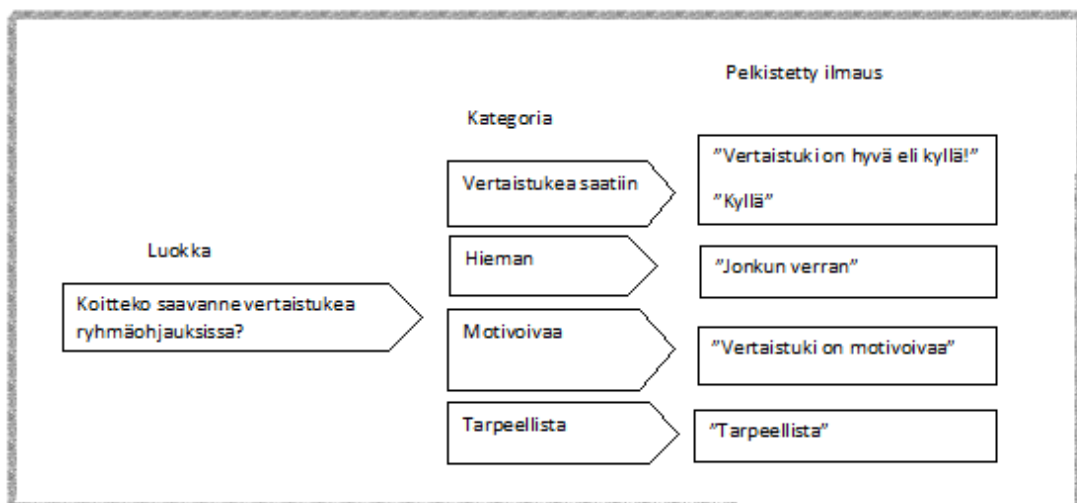 Pelkistetty ilmaus
Kategoria
”Vertaistuki on hyvä eli kyllä!”
Vertaistukea saatiin
”Kyllä”
Luokka
Hieman
”Jonkun verran”
Koitteko saavanne vertaistukea
ryhmäohjauksissa?
Motivoivaa
”Vertaistuki on motivoivaa”
Tarpeellista
”Tarpeellista”